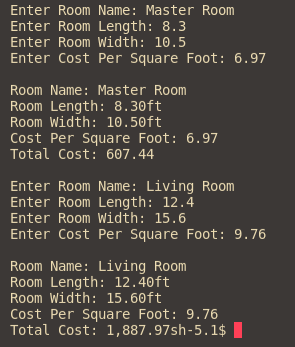 Enter Room Name: Master Room
Enter Room Length: 8.3
Enter Room Width: 10.5
Enter Cost Per Square Foot: 6.97
Room Name: Master Room
Room Length: 8.30ft
Room Width: 10.50ft
Cost Per Square Foot: 6.97
Total Cost: 607.44
Enter Room Name: Living Room
Enter Room Length: 12.4
Enter Room Width: 15.6
Enter Cost Per Square Foot: 9.76
Room Name: Living Room
Room Length: 12.40ft
Room Width: 15.60ft
Cost Per Square Foot: 9.76
Total Cost: 1,887.97sh-5.1$